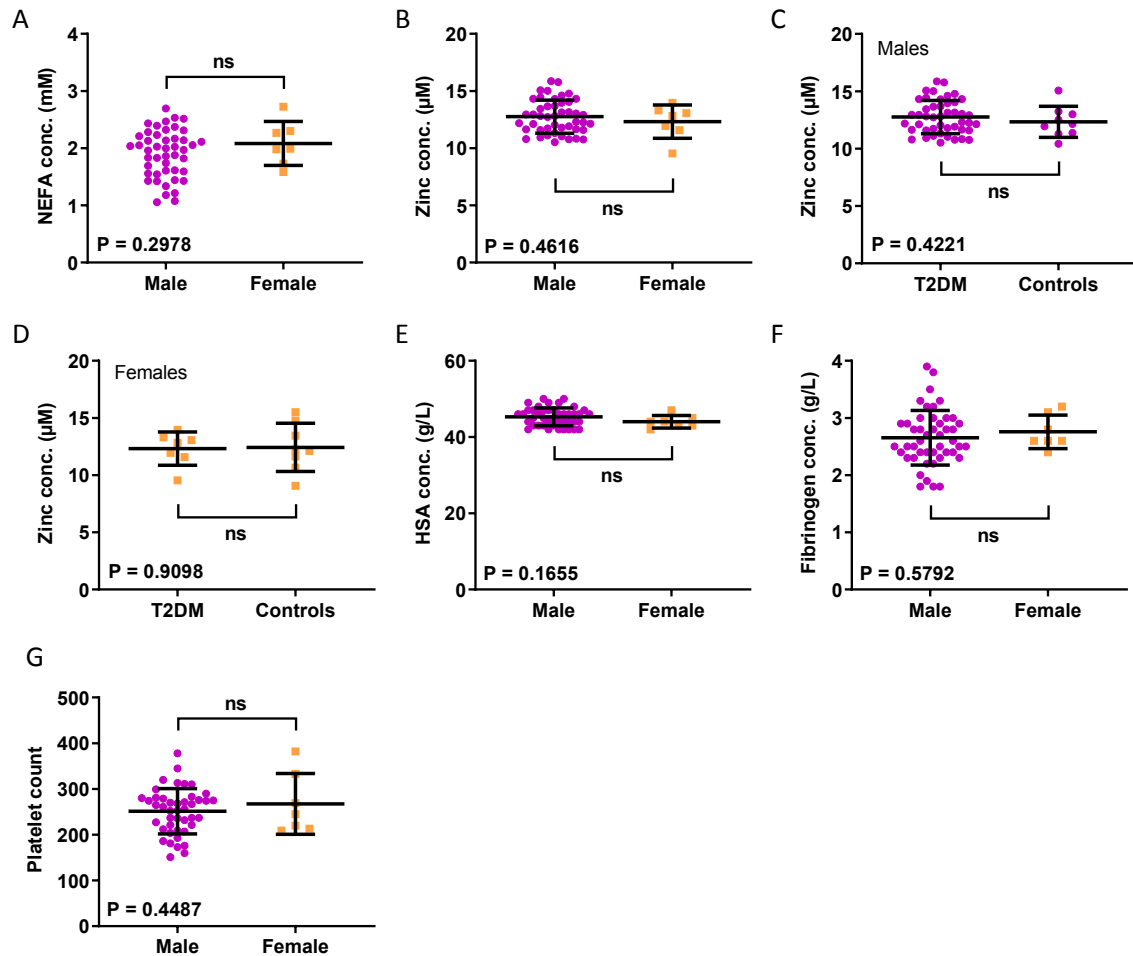 A
NEFA conc. (mM)
4
3
2
1
0
ns
P = 0.2978
Male Female
B
Zinc conc. (µM)
20
15
10
5
0
ns
P = 0.4616
Male Female
C
Zinc conc. (µM)
20
15
10
5
0
Males
ns
P = 0.4221
T2DM Controls
D
Zinc conc. (µM)
20
15
10
5
0
Females
ns
P = 0.9098
T2DM Controls
E
HSA conc. (g/L)
60
40
20
0
ns
P = 0.1655
Male Female
F
Fibrinogen conc. (g/L)
4
3
2
1
0
ns
P = 0.5792
Male Female
G
Platelet count
500
400
300
200
100
0
ns
P = 0.4487
Male Female